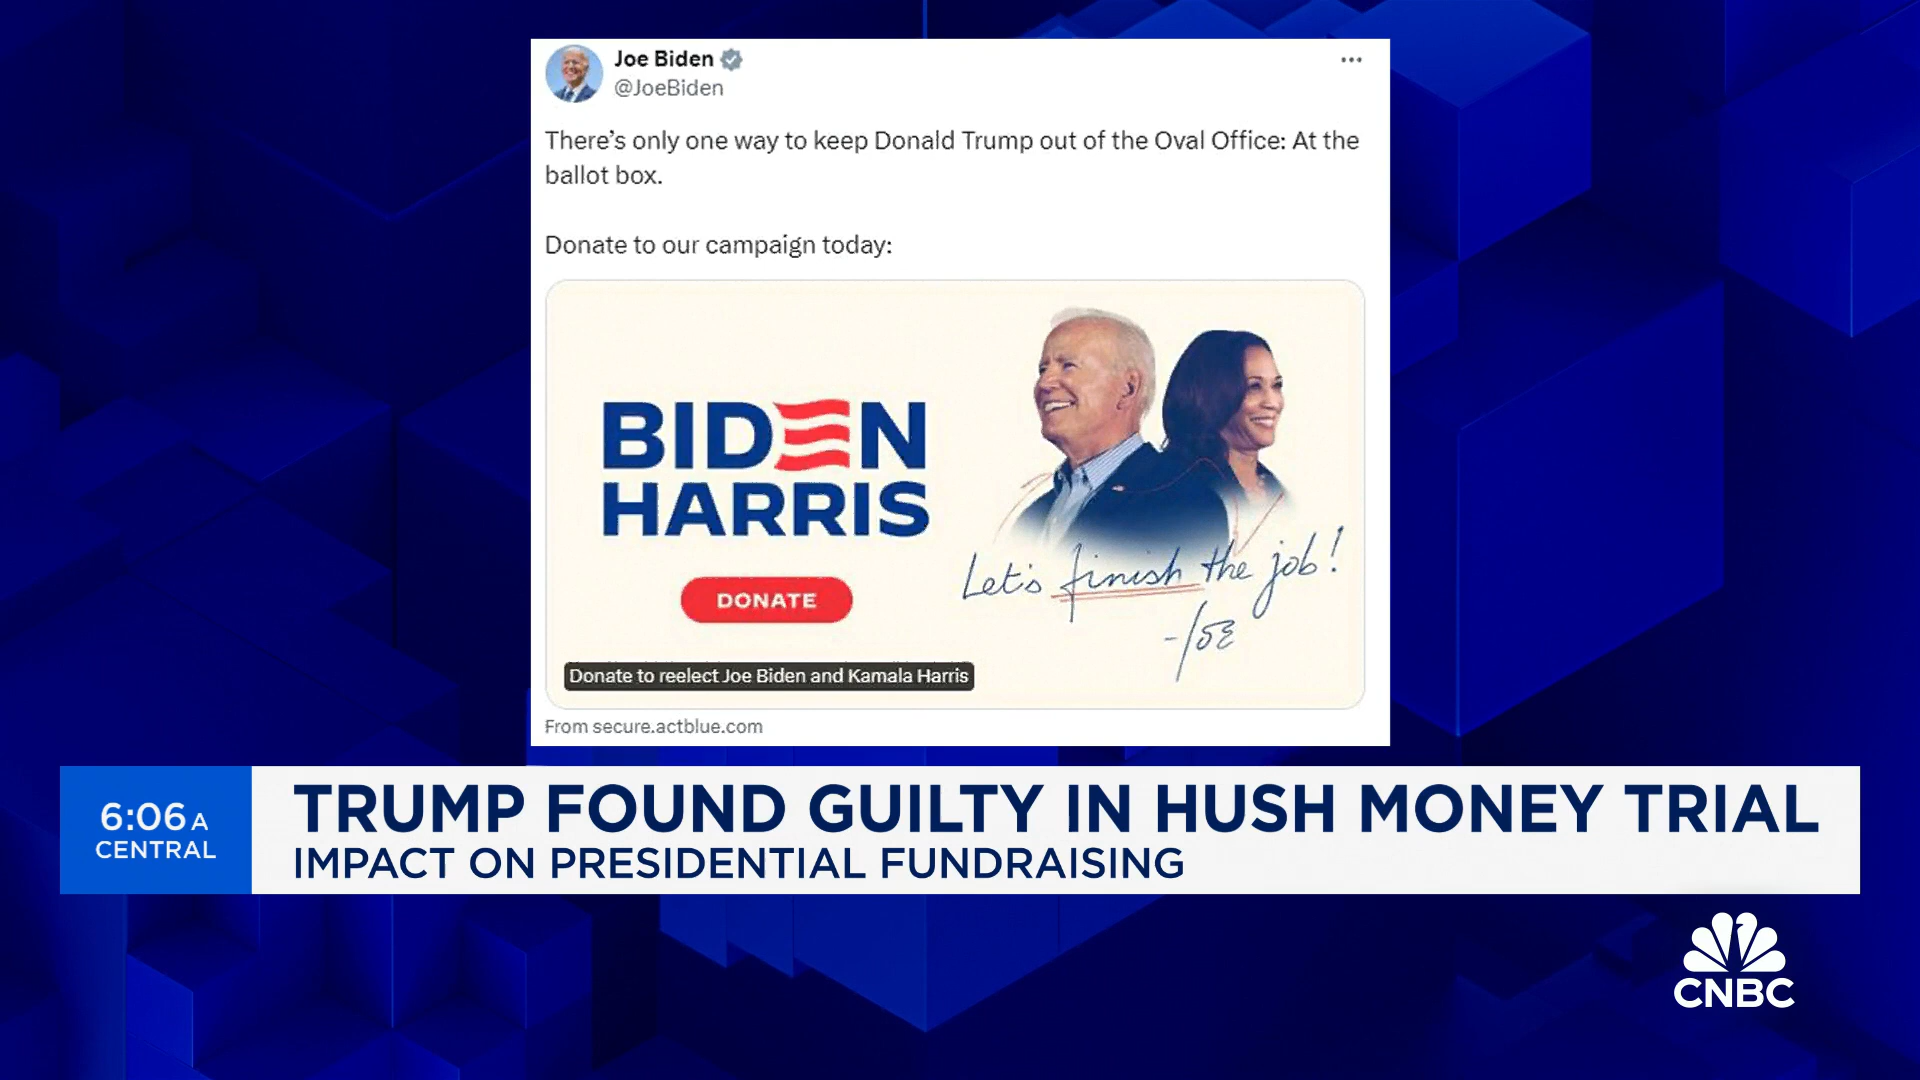 Joe Biden
@JoeBiden
There's only one way to keep Donald Trump out of the Oval Office: At the
ballot box.
Donate to our campaign today:
BIDEN
HARRIS
DONATE
Let's finish the job!
-JOE
Donate to reelect Joe Biden and Kamala Harris
From secure.actblue.com
6:06 A
CENTRAL
TRUMP FOUND GUILTY IN HUSH MONEY TRIAL
IMPACT ON PRESIDENTIAL FUNDRAISING
CNBC